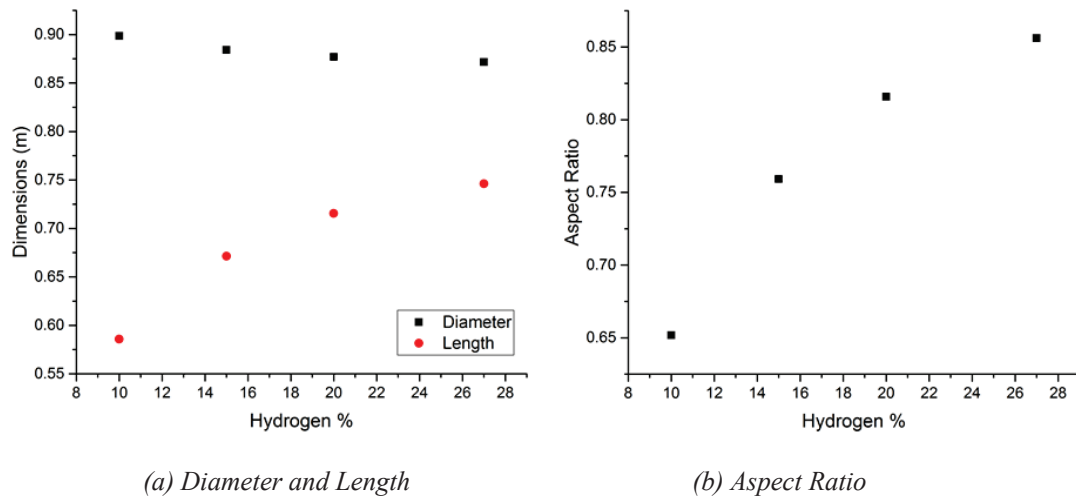 0.90
0.85
0.80
0.75
0.70
0.65
0.60
0.55
Dimensions (m)
8 10 12 14 16 18 20 22 24 26 28
Hydrogen %
Diameter
Length
0.85
0.80
0.75
0.70
0.65
Aspect Ratio
8 10 12 14 16 18 20 22 24 26 28
Hydrogen %
(a) Diameter and Length
(b) Aspect Ratio